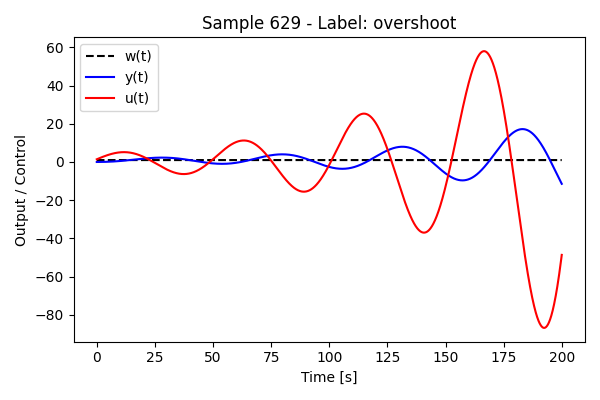 Sample 629 - Label: overshoot
w(t)
y(t)
u(t)
Output / Control
60
40
20
0
−20
−40
−60
−80
0
25
50
75
100
125
150
175
200
Time [s]